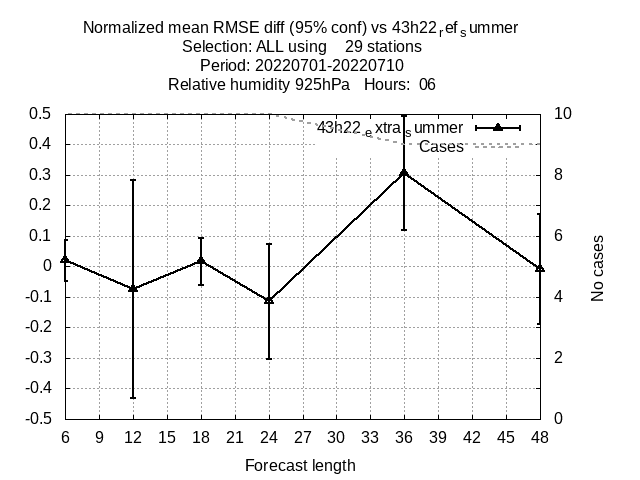 Normalized mean RMSE diff (95% conf) vs 43h22refsummer
Selection: ALL using    29 stations
Period: 20220701-20220710
Relative humidity 925hPa   Hours:  06
43h22extrasummer
Cases
0.5
0.4
0.3
0.2
0.1
0
-0.1
-0.2
-0.3
-0.4
-0.5
10
8
6
4
2
0
No cases
6 9 12 15 18 21 24 27 30 33 36 39 42 45 48
Forecast length